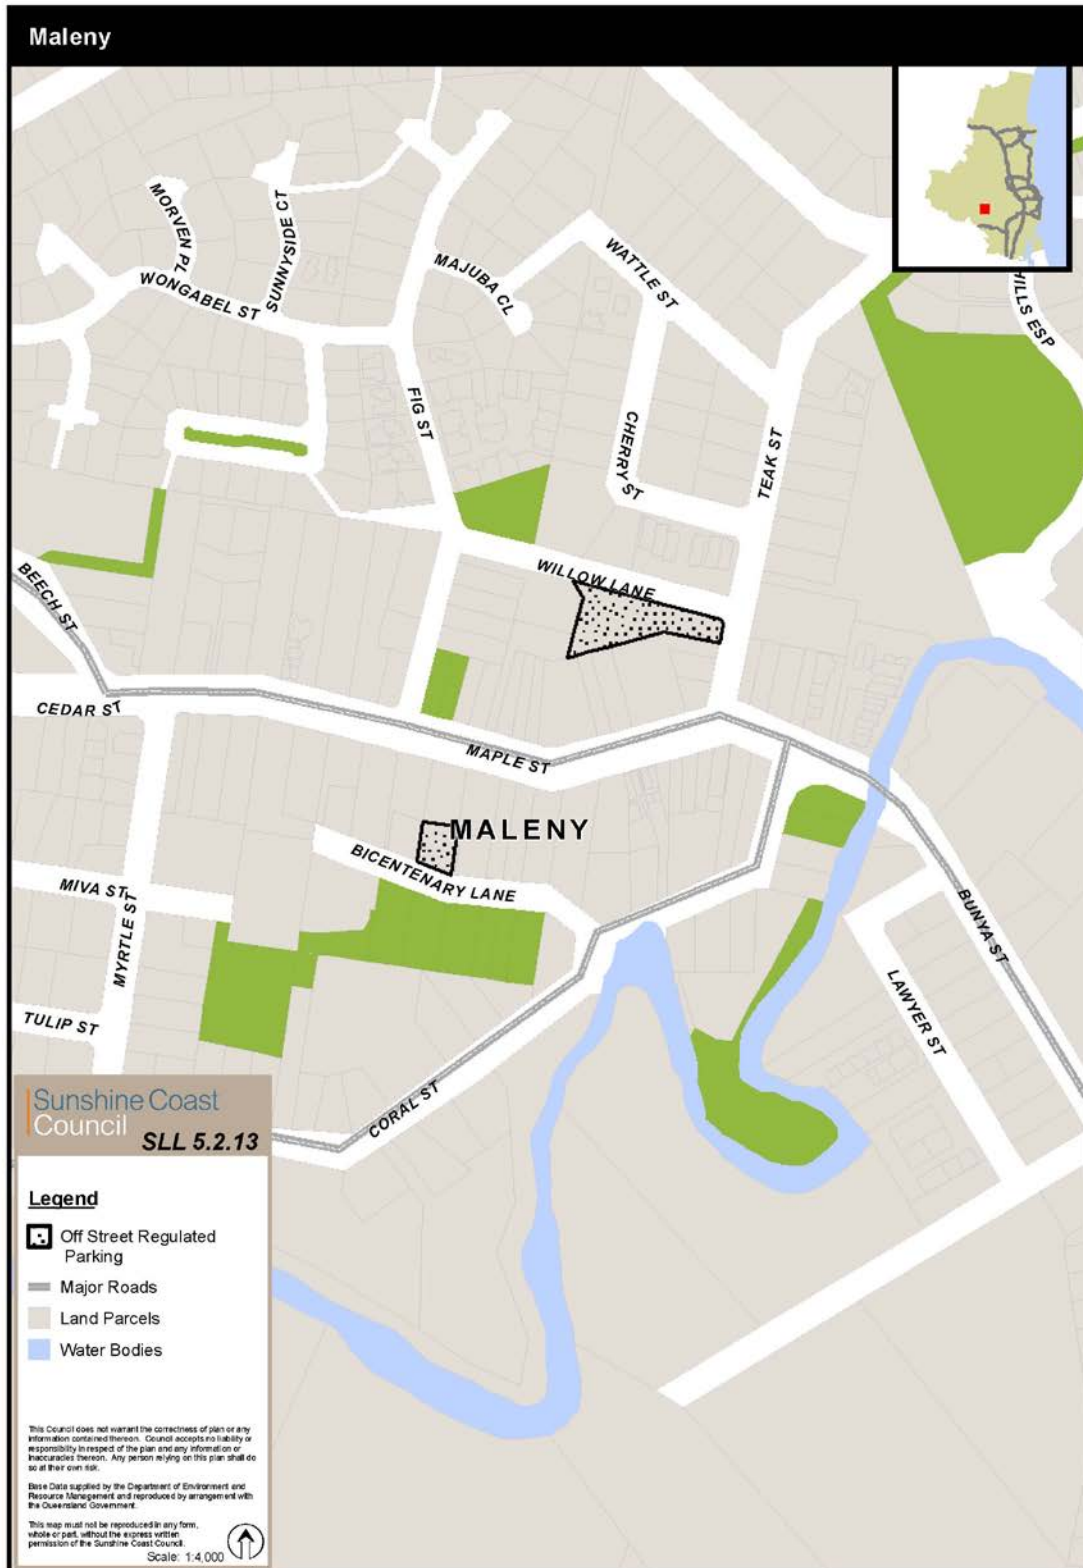 Maleny
MORVEN PL
SUNNYSIDE CT
WONGABEL ST
MAJUBA CL
WATTLE ST
HILLS ESP
FIG ST
CHERRY ST
TEAK ST
WILLOW LANE
BEECH ST
CEDAR ST
MAPLE ST
MALENY
BICENTENARY LANE
MIVA ST
MYRTLE ST
BUNYA ST
LAWYER ST
TULIP ST
CORAL ST
Sunshine Coast
Council
SLL 5.2.13
Legend
Off Street Regulated
Parking
Major Roads
Land Parcels
Water Bodies
This Council does not warrant the correctness of plan or any
information contained thereon. Council accepts no liability or
responsibility in respect of the plan and any information or
inaccuracies thereon. Any person relying on this plan shall do
so at their own risk.
Base Data supplied by the Department of Environment and
Resource Management and reproduced by arrangement with
the Queensland Government.
This map must not be reproduced in any form,
whole or part, without the express written
permission of the Sunshine Coast Council.
Scale: 1:4,000